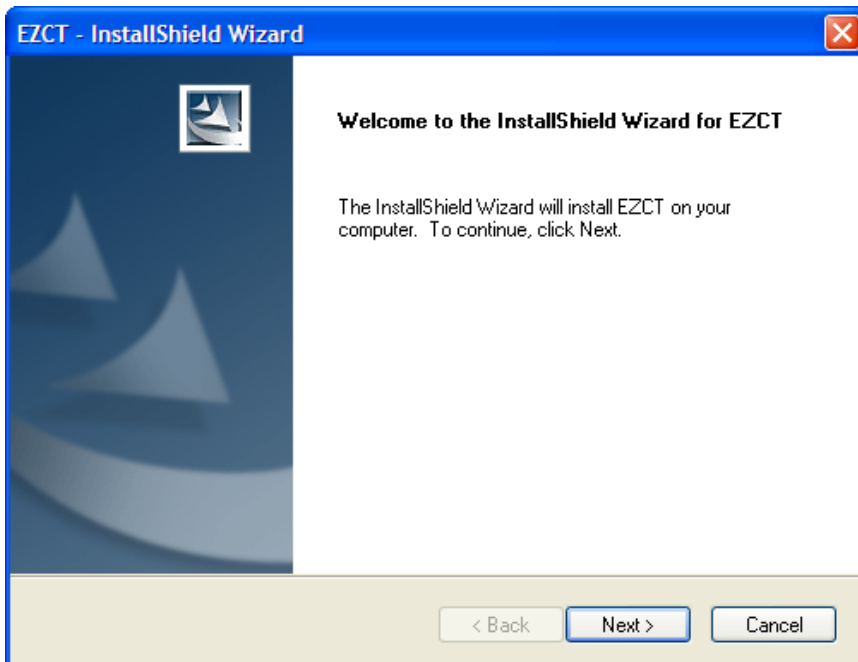 EZCT - InstallShield Wizard
Welcome to the InstallShield Wizard for EZCT
The InstallShield Wizard will install EZCT on your
computer. To continue, click Next.
< Back
Next >
Cancel